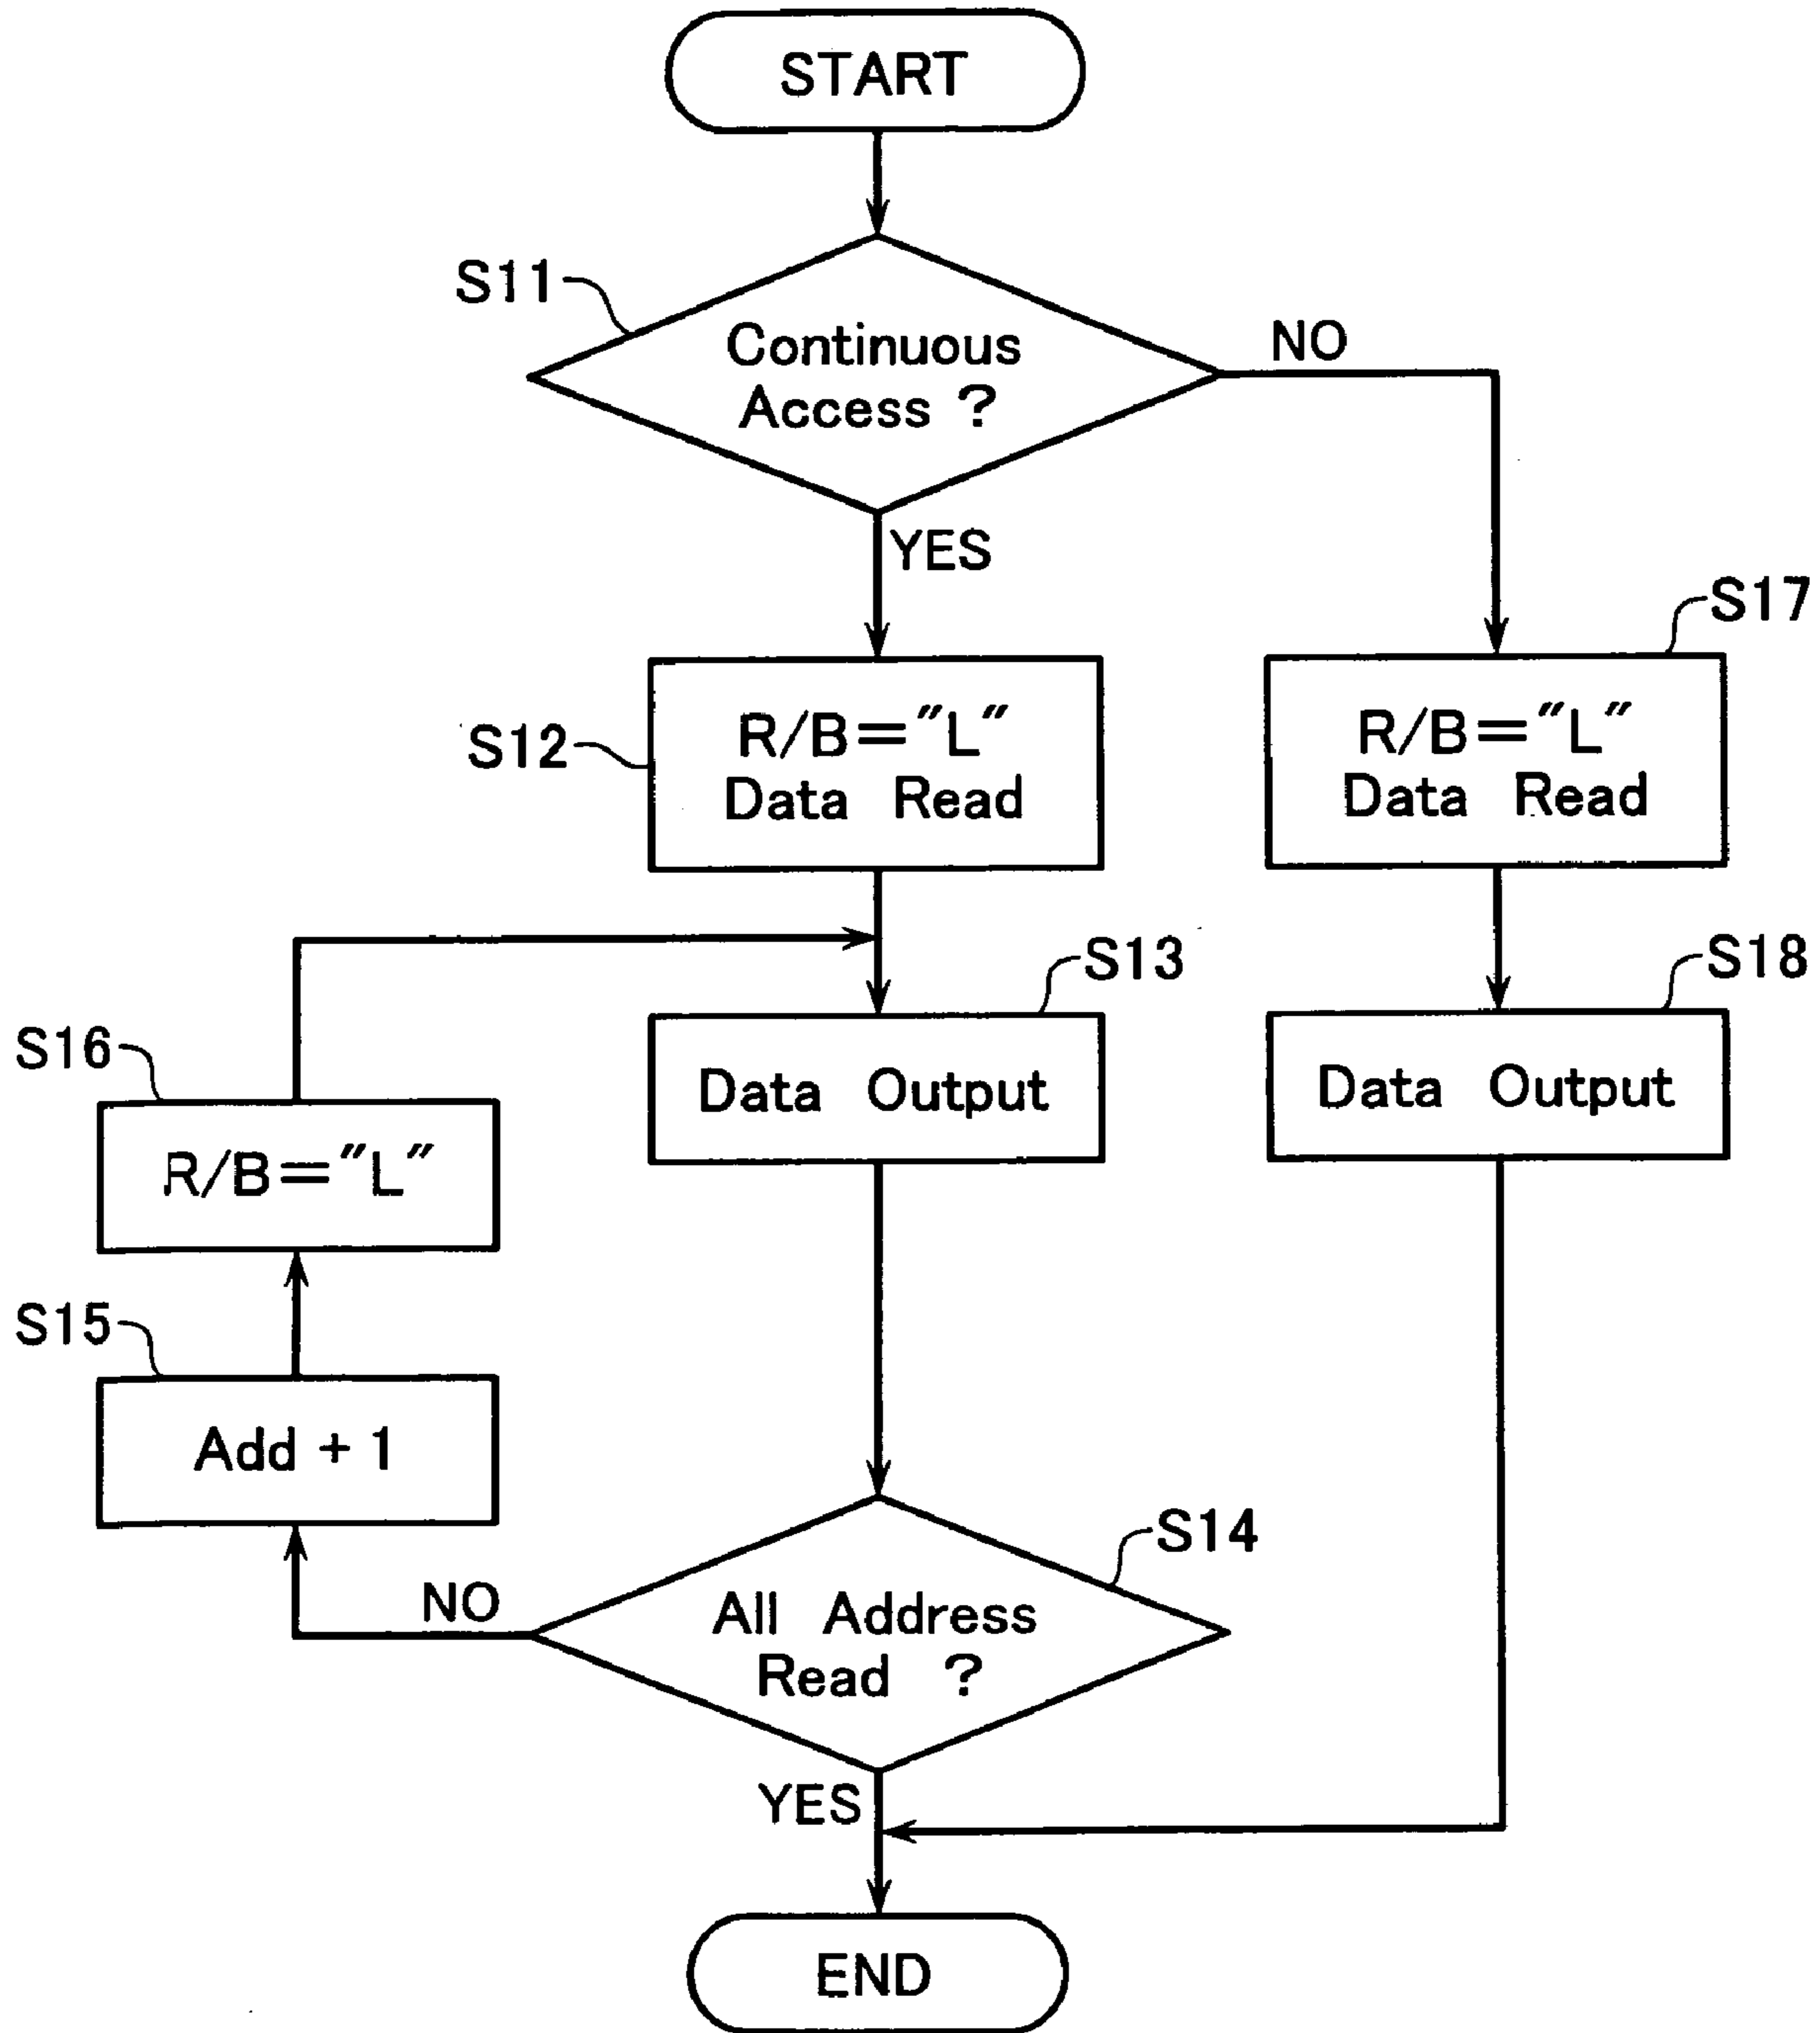 START
S11
Continuous
Access ?
NO
YES
S12
R/B="L"
Data Read
S17
R/B="L"
Data Read
S13
Data Output
S18
Data Output
S16
R/B="L"
S15
Add + 1
S14
All Address
Read ?
NO
YES
END